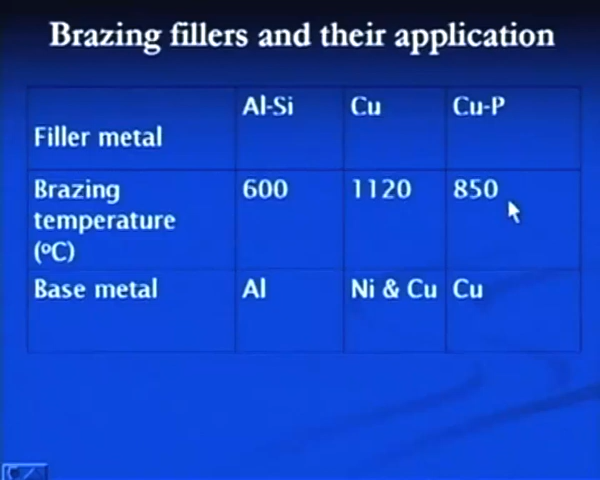 Brazing fillers and their application
Al-Si Cu Cu-P
Filler metal
Brazing 600 1120 850
temperature
(ºC)
Base metal Al Ni & Cu Cu